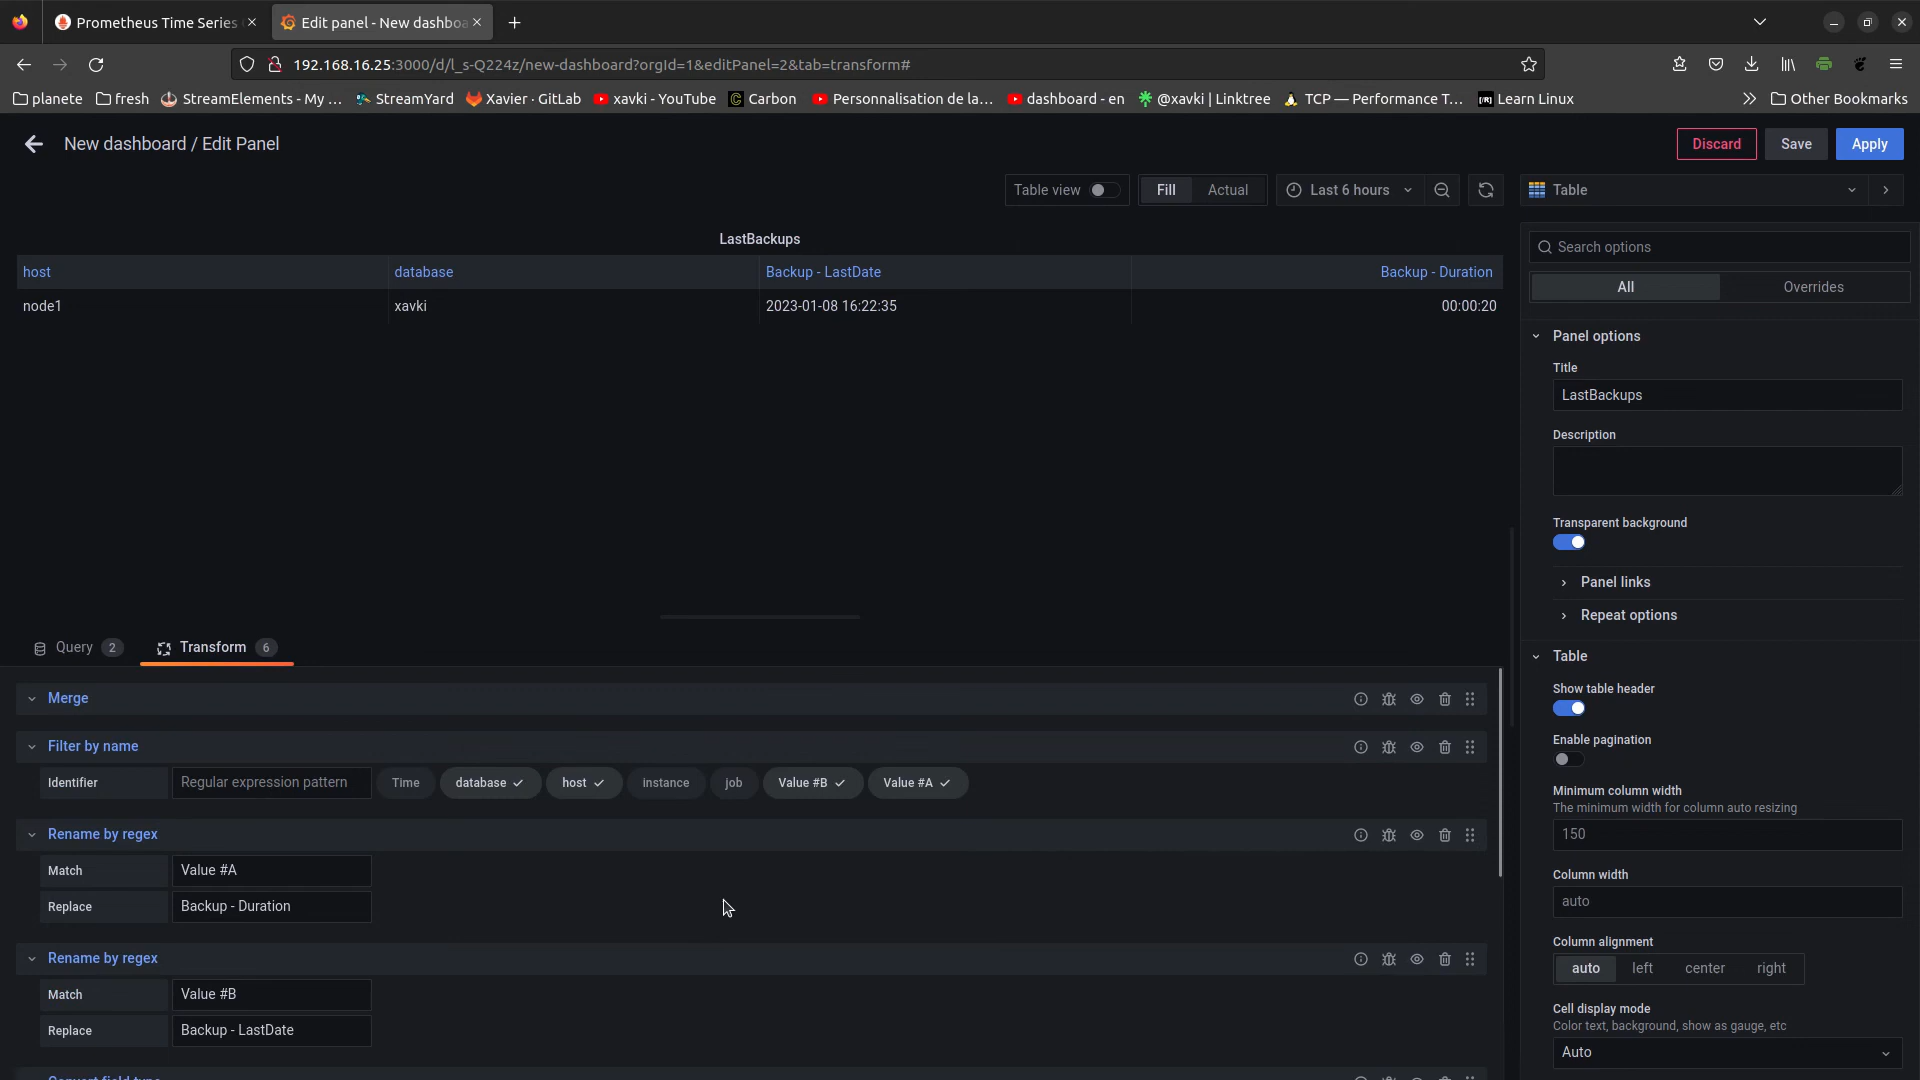 Prometheus Time Series
Edit panel - New dashboa
192.168.16.25:3000/d/l_s-Q224z/new-dashboard?orgId=1&editPanel=2&tab=transform#
planete
fresh
StreamElements - My ...
StreamYard
Xavier · GitLab
xavki - YouTube
Carbon
Personnalisation de la...
dashboard - en
@xavki | Linktree
TCP — Performance T...
Learn Linux
Other Bookmarks
New dashboard / Edit Panel
Discard
Save
Apply
Table view
Fill
Actual
Last 6 hours
Table
LastBackups
host
database
Backup - LastDate
Backup - Duration
node1
xavki
2023-01-08 16:22:35
00:00:20
Search options
All
Overrides
Panel options
Title
LastBackups
Description
Transparent background
Panel links
Repeat options
Table
Show table header
Enable pagination
Minimum column width
The minimum width for column auto resizing
150
Column width
auto
Column alignment
auto
left
center
right
Cell display mode
Color text, background, show as gauge, etc
Auto
Query 2
Transform 6
Merge
Filter by name
Identifier
Regular expression pattern
Time
database
host
instance
job
Value #B
Value #A
Rename by regex
Match
Value #A
Replace
Backup - Duration
Rename by regex
Match
Value #B
Replace
Backup - LastDate
Convert field type